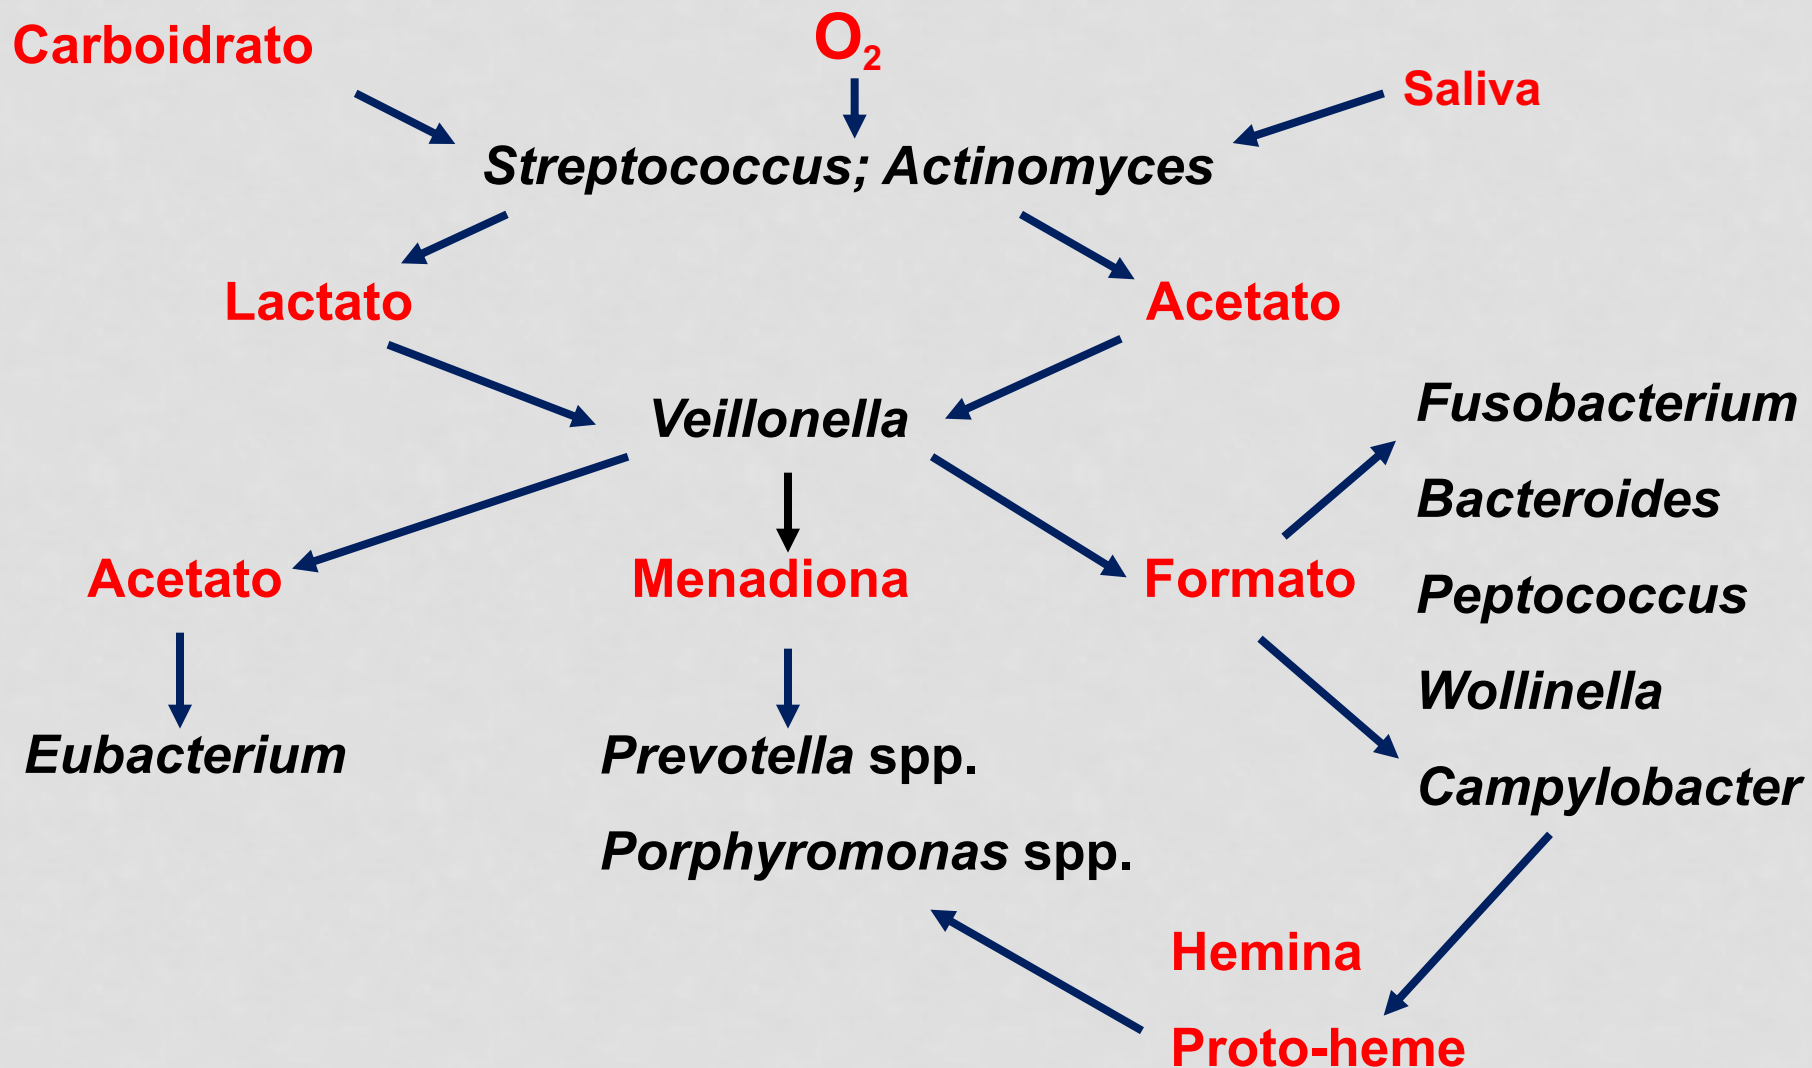 Carboidrato
O₂
Saliva
Streptococcus; Actinomyces
Lactato
Acetato
Veillonella
Fusobacterium
Bacteroides
Acetato
Menadiona
Formato
Peptococcus
Wollinella
Eubacterium
Prevotella spp.
Campylobacter
Porphyromonas spp.
Hemina
Proto-heme